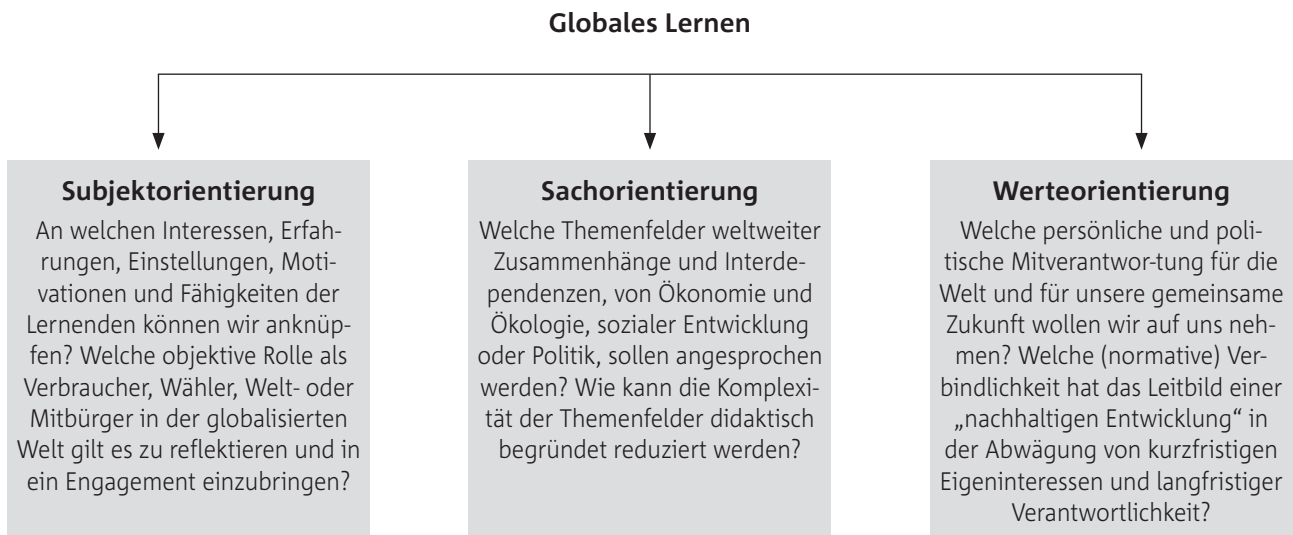 Globales Lernen
Subjektorientierung
An welchen Interessen, Erfah-
rungen, Einstellungen, Moti-
vationen und Fähigkeiten der
Lernenden können wir anknüp-
fen? Welche objektive Rolle als
Verbraucher, Wähler, Welt- oder
Mitbürger in der globalisierten
Welt gilt es zu reflektieren und in
ein Engagement einzubringen?
Sachorientierung
Welche Themenfelder weltweiter
Zusammenhänge und Interde-
pendenzen, von Ökonomie und
Ökologie, sozialer Entwicklung
oder Politik, sollen angesprochen
werden? Wie kann die Komplexi-
tät der Themenfelder didaktisch
begründet reduziert werden?
Werteorientierung
Welche persönliche und poli-
tische Mitverantwor-tung für die
Welt und für unsere gemeinsame
Zukunft wollen wir auf uns neh-
men? Welche (normative) Ver-
bindlichkeit hat das Leitbild einer
„nachhaltigen Entwicklung“ in
der Abwägung von kurzfristigen
Eigeninteressen und langfristiger
Verantwortlichkeit?